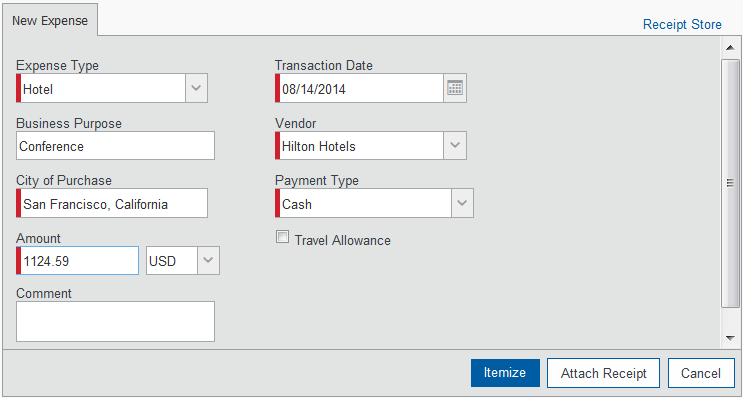 New Expense
Receipt Store
Expense Type
Transaction Date
Hotel
08/14/2014
Business Purpose
Vendor
Conference
Hilton Hotels
City of Purchase
Payment Type
San Francisco, California
Cash
Amount
Travel Allowance
1124.59 USD
Comment
Itemize Attach Receipt Cancel